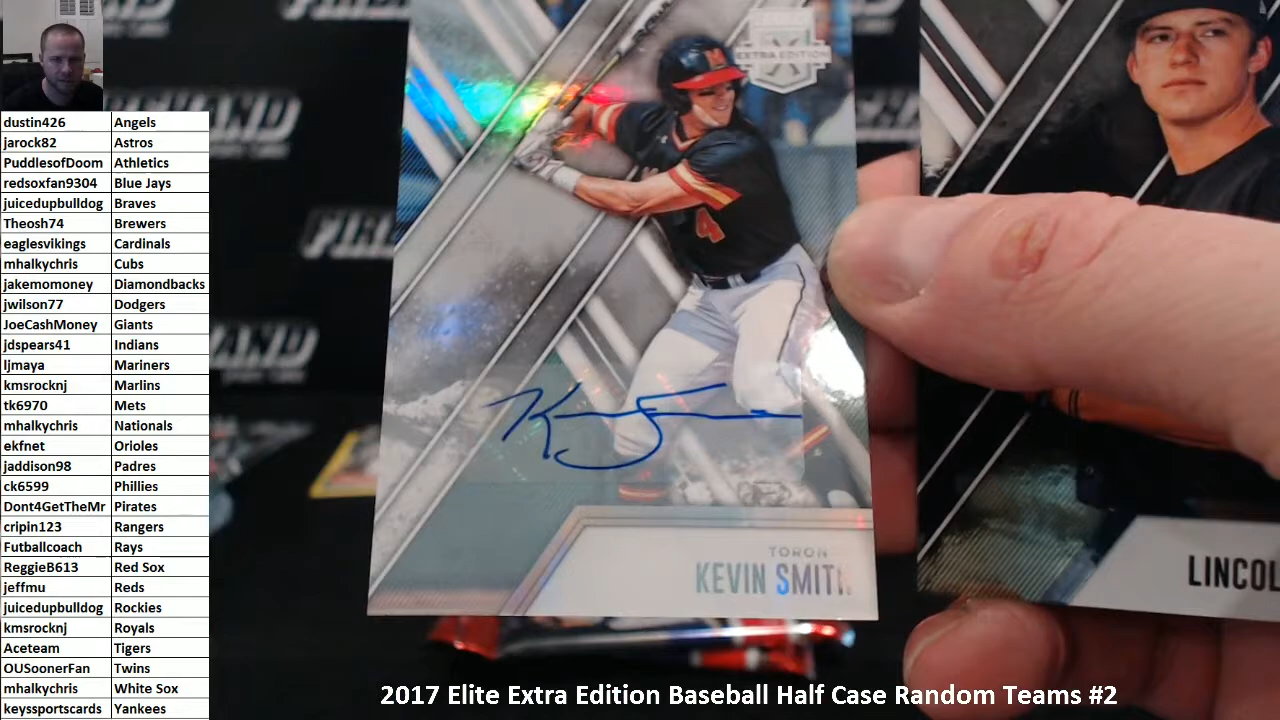 dustin426 Angels
jarock82 Astros
PuddlesofDoom Athletics
redsoxfan9304 Blue Jays
juicedupbulldog Braves
Theosh74 Brewers
eaglesvikings Cardinals
mhalkychris Cubs
jakemomoney Diamondbacks
jwilson77 Dodgers
JoeCashMoney Giants
jdspears41 Indians
ljmaya Mariners
kmsrocknj Marlins
tk6970 Mets
mhalkychris Nationals
ekfnet Orioles
jaddison98 Padres
ck6599 Phillies
Dont4GetTheMr Pirates
cripin123 Rangers
Futballcoach Rays
ReggieB613 Red Sox
jeffmu Reds
juicedupbulldog Rockies
kmsrocknj Royals
Aceteam Tigers
OUSoonerFan Twins
mhalkychris White Sox
keyssportscards Yankees
EXTRA EDITION
M
4
TORON
KEVIN SMITH
LINCOL
2017 Elite Extra Edition Baseball Half Case Random Teams #2